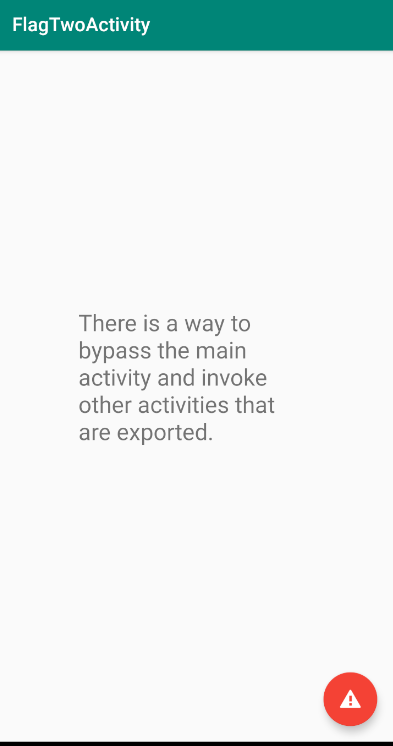 FlagTwoActivity
There is a way to
bypass the main
activity and invoke
other activities that
are exported.